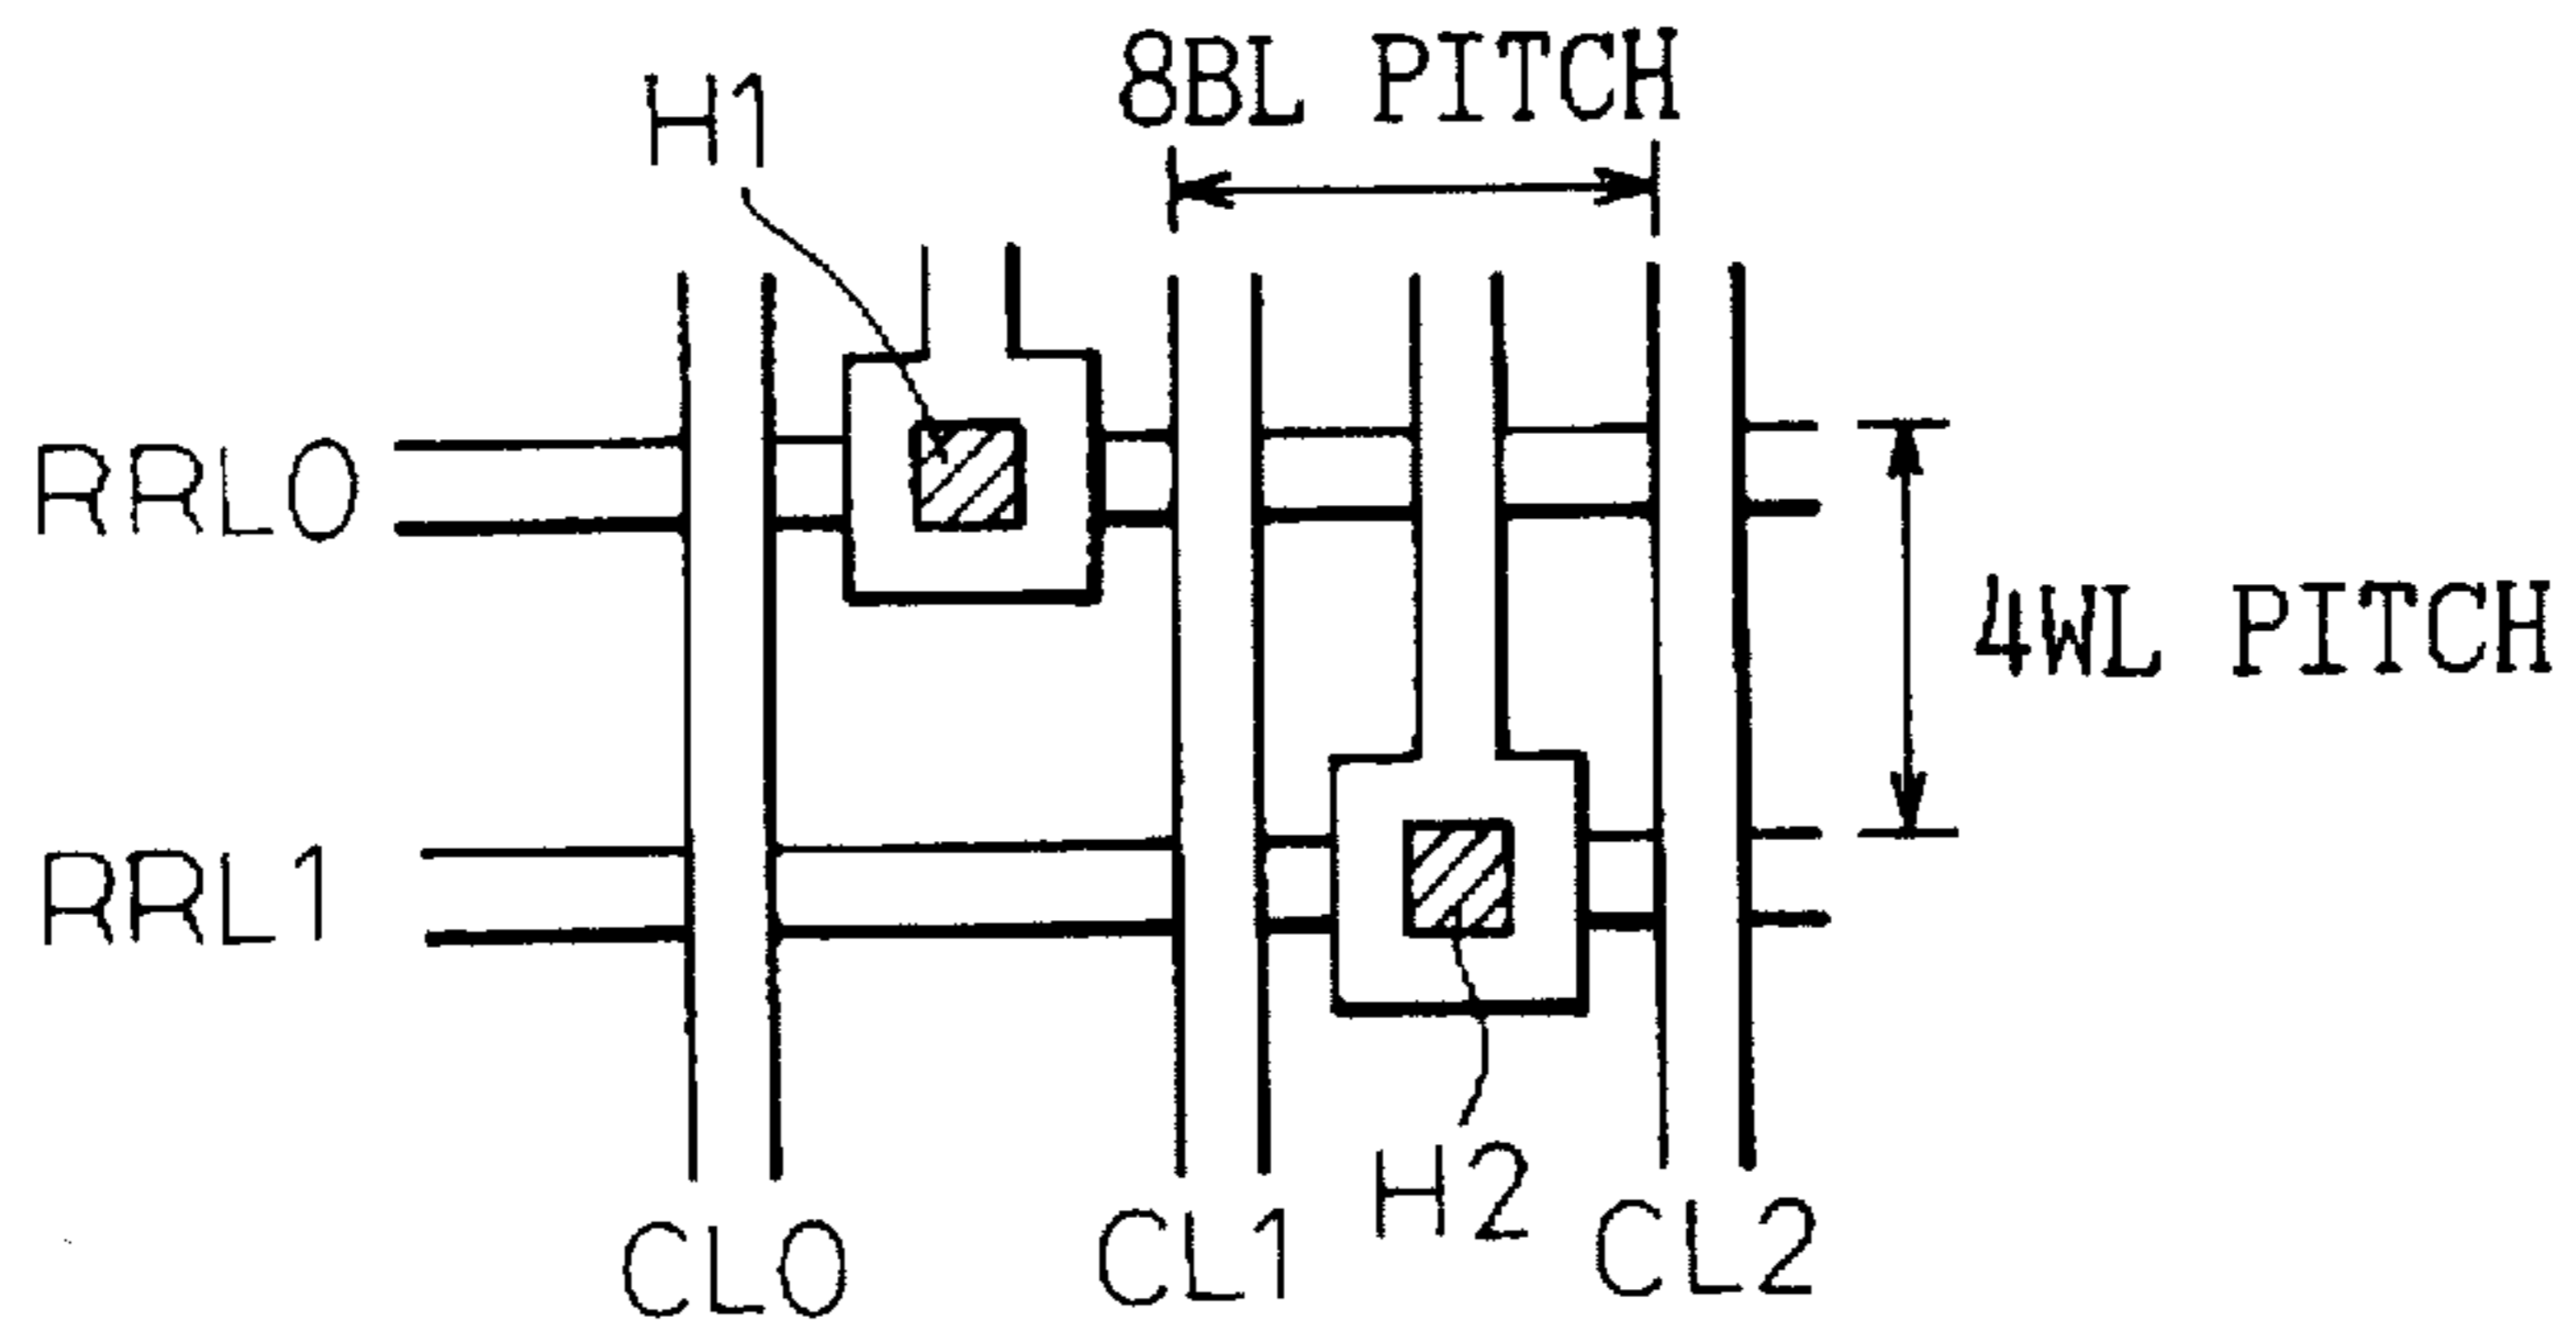 8BL PITCH
H1
RRL0
4WL PITCH
RRL1
H2
CL0
CL1
CL2